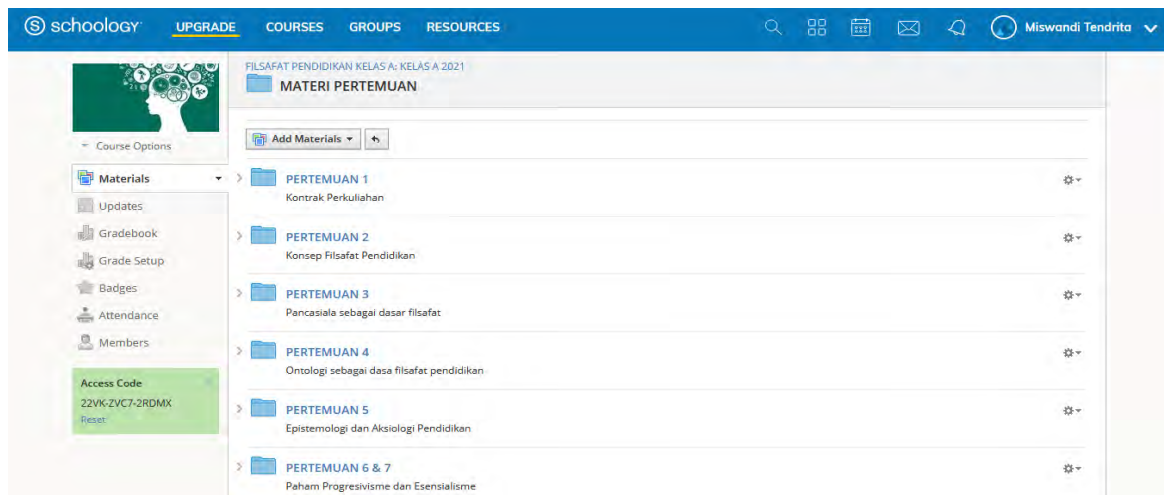 schoology UPGRADE COURSES GROUPS RESOURCES Miswandi Tendrita
FILSAFAT PENDIDIKAN KELAS A: KELAS A 2021
MATERI PERTEMUAN
Course Options
Add Materials
Materials
Updates
Gradebook
Grade Setup
Badges
Attendance
Members
Access Code
22VK-ZVC7-2RDMX
Reset
PERTEMUAN 1
Kontrak Perkuliahan
PERTEMUAN 2
Konsep Filsafat Pendidikan
PERTEMUAN 3
Pancasiala sebagai dasar filsafat
PERTEMUAN 4
Ontologi sebagai dasa filsafat pendidikan
PERTEMUAN 5
Epistemologi dan Aksiologi Pendidikan
PERTEMUAN 6 & 7
Paham Progresivisme dan Esensialisme